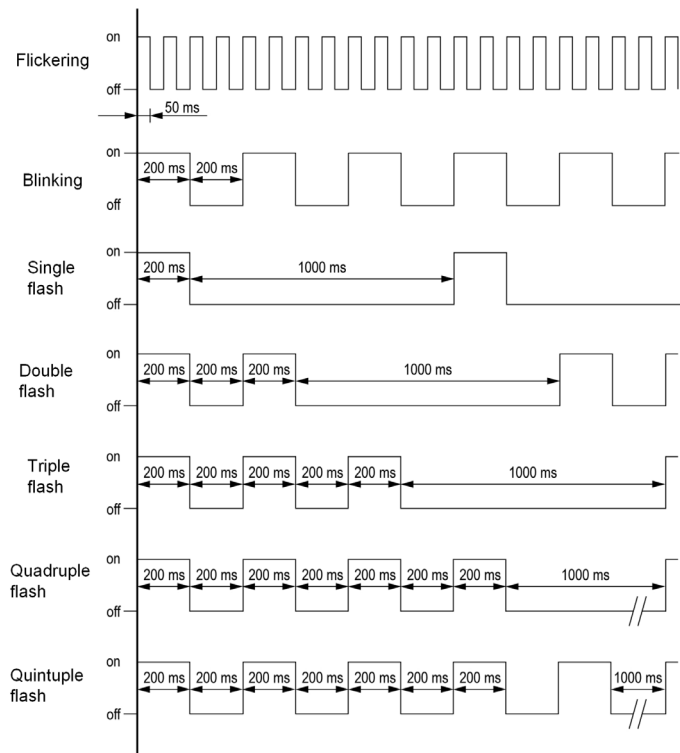 on
Flickering
off
50 ms
on
200 ms 200 ms
Blinking
off
on
Single
flash
200 ms 1000 ms
off
on
Double
flash
200 ms 200 ms 200 ms 1000 ms
off
on
Triple
flash
200 ms 200 ms 200 ms 200 ms 200 ms 1000 ms
off
on
Quadruple
flash
200 ms 200 ms 200 ms 200 ms 200 ms 200 ms 200 ms 1000 ms
off
on
Quintuple
flash
200 ms 200 ms 200 ms 200 ms 200 ms 200 ms 200 ms 1000 ms
off